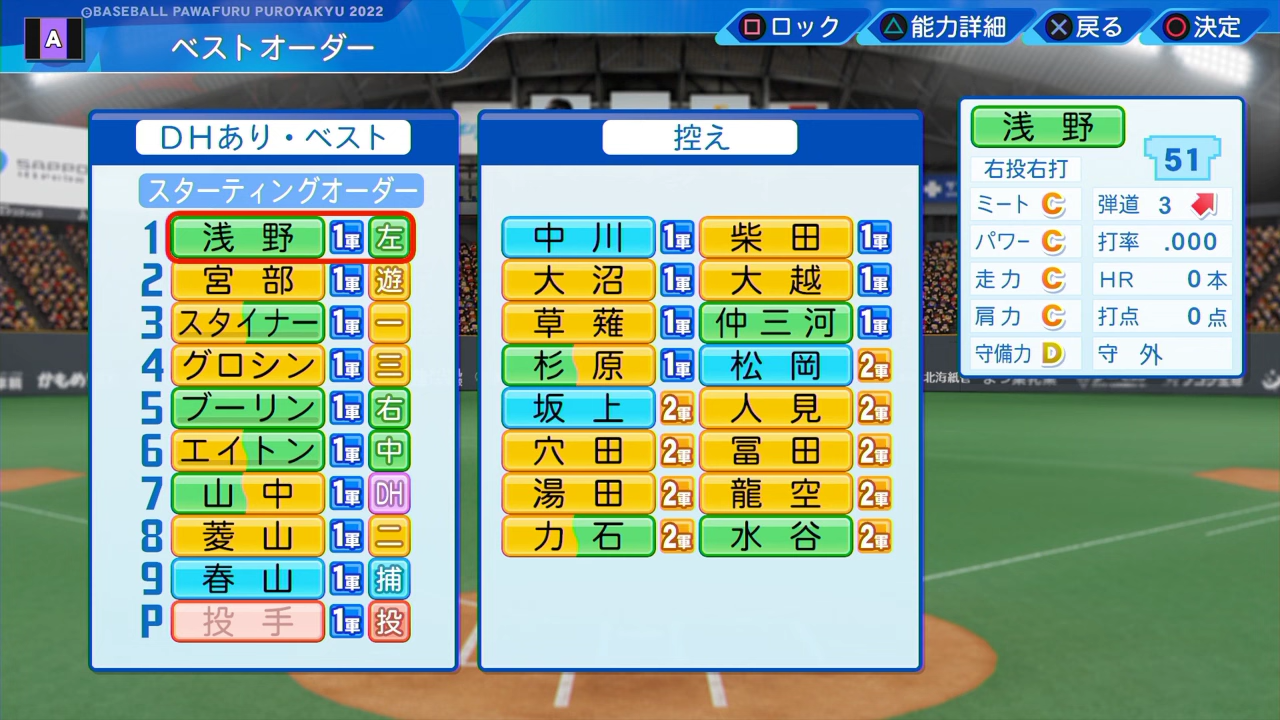 ©BASEBALL PAWAFURU PUROYAKYU 2022
A ベストオーダー
ロック 能力詳細 戻る 決定
DHあり・ベスト
スターティングオーダー
1 浅野 1軍 左
2 宮部 1軍 遊
3 スタイナー 1軍 一
4 グロシン 1軍 三
5 ブーリン 1軍 右
6 エイトン 1軍 中
7 山中 1軍 DH
8 菱山 1軍 二
9 春山 1軍 捕
P 投手 1軍 投
控え
中川 1軍 柴田 1軍
大沼 1軍 大越 1軍
草薙 1軍 仲三河 1軍
杉原 1軍 松岡 2軍
坂上 2軍 人見 2軍
穴田 2軍 冨田 2軍
湯田 2軍 龍空 2軍
力石 2軍 水谷 2軍
浅野
右投右打 51
ミート C 弾道 3
パワー C 打率 .000
走力 C HR 0本
肩力 C 打点 0点
守備力 D 守 外
SAPPO
かもめ
北海紙管